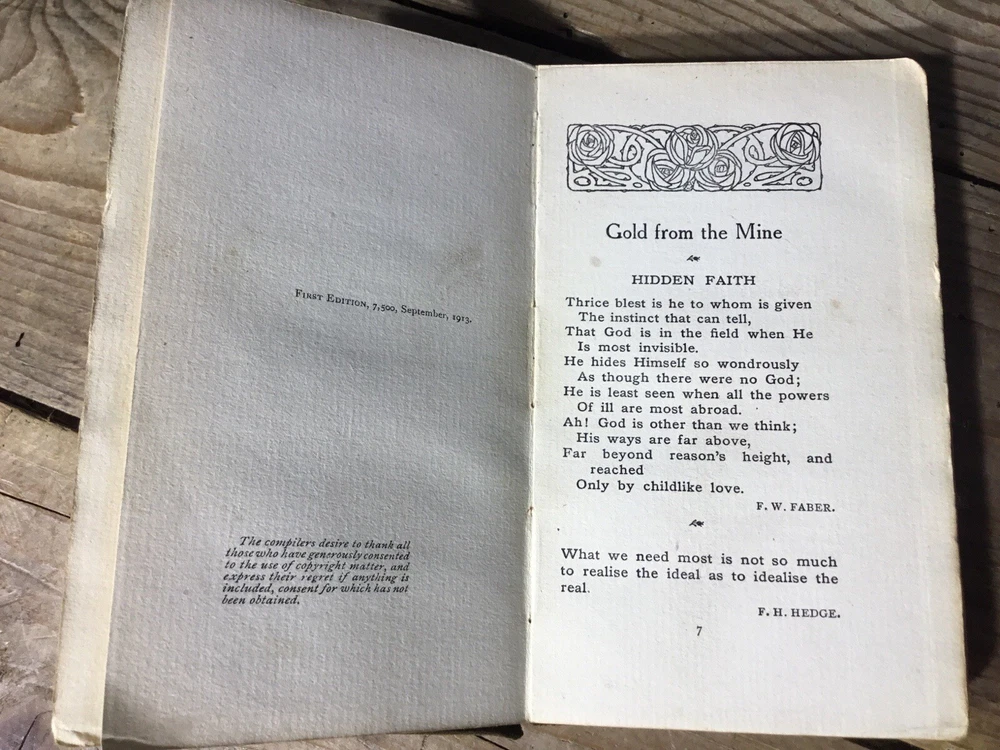 First Edition, 7,500, September, 1913.
The compilers desire to thank all
those who have generously consented
to the use of copyright matter, and
express their regret if anything is
included, consent for which has not
been obtained.
Gold from the Mine
HIDDEN FAITH
Thrice blest is he to whom is given
The instinct that can tell,
That God is in the field when He
Is most invisible.
He hides Himself so wondrously
As though there were no God;
He is least seen when all the powers
Of ill are most abroad.
Ah! God is other than we think;
His ways are far above,
Far beyond reason's height, and
reached
Only by childlike love.
F. W. FABER.
What we need most is not so much
to realise the ideal as to idealise the
real.
F. H. HEDGE.
7